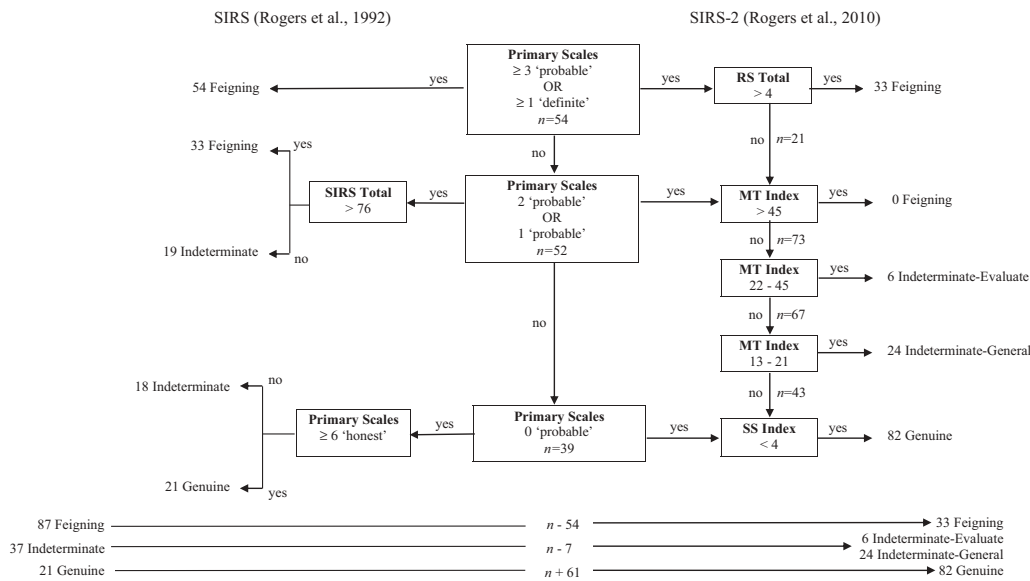 SIRS (Rogers et al., 1992)
SIRS-2 (Rogers et al., 2010)
Primary Scales
≥ 3 ‘probable’
OR
≥ 1 ‘definite’
n=54
yes
54 Feigning
yes
RS Total
> 4
yes
33 Feigning
no
no
n=21
33 Feigning
yes
SIRS Total
> 76
yes
Primary Scales
2 ‘probable’
OR
1 ‘probable’
n=52
yes
MT Index
> 45
yes
0 Feigning
19 Indeterminate
no
no
n=73
MT Index
22 - 45
yes
6 Indeterminate-Evaluate
no
no
n=67
MT Index
13 - 21
yes
24 Indeterminate-General
no
n=43
18 Indeterminate
no
Primary Scales
≥ 6 ‘honest’
yes
Primary Scales
0 ‘probable’
n=39
yes
SS Index
< 4
yes
82 Genuine
21 Genuine
yes
87 Feigning
n - 54
33 Feigning
37 Indeterminate
n - 7
6 Indeterminate-Evaluate
24 Indeterminate-General
21 Genuine
n + 61
82 Genuine